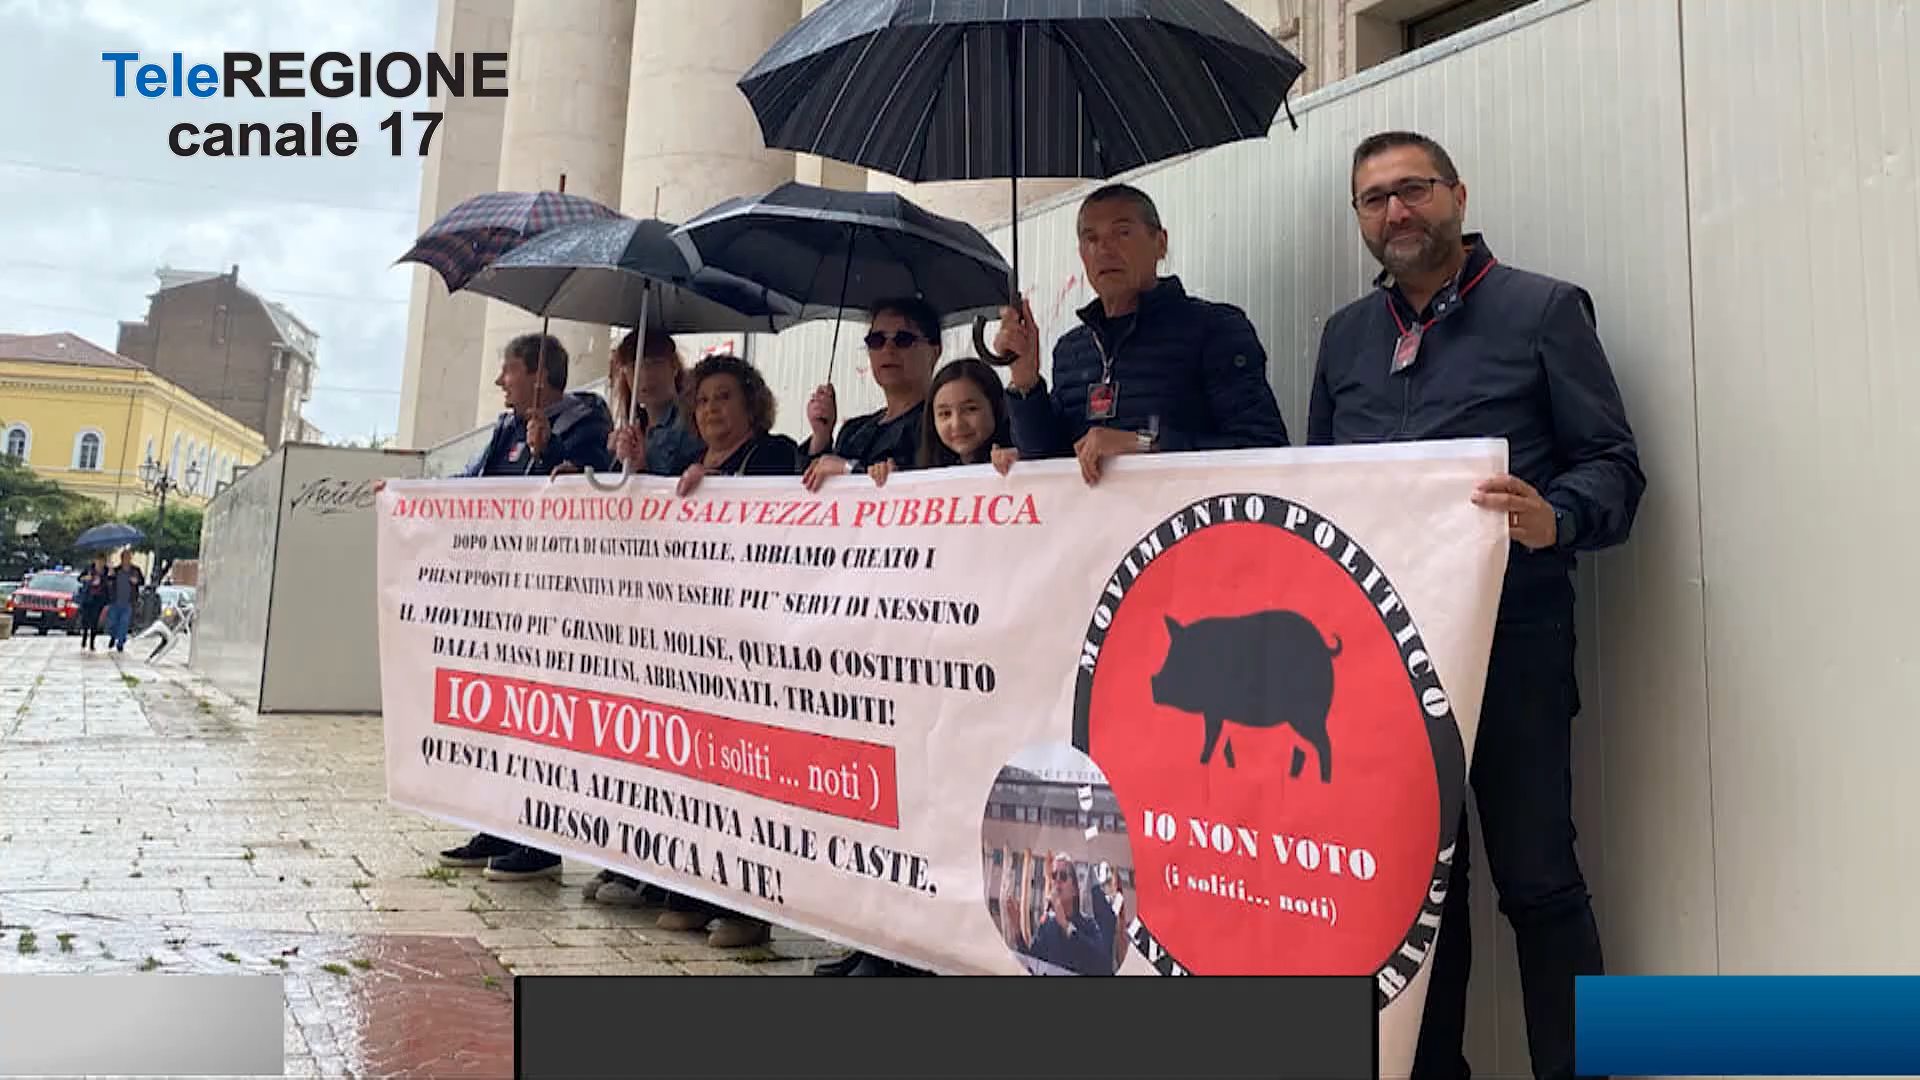 TeleREGIONE
canale 17
MOVIMENTO POLITICO DI SALVEZZA PUBBLICA
DOPO ANNI DI LOTTA DI GIUSTIZIA SOCIALE, ABBIAMO CREATO I
PRESUPPOSTI E L'ALTERNATIVA PER NON ESSERE PIU' SERVI DI NESSUNO
IL MOVIMENTO PIU' GRANDE DEL MOLISE, QUELLO COSTITUITO
DALLA MASSA DEI DELUSI, ABBANDONATI, TRADITI!
IO NON VOTO ( i soliti ... noti )
QUESTA L'UNICA ALTERNATIVA ALLE CASTE.
ADESSO TOCCA A TE!
MOVIMENTO POLITICO
IO NON VOTO
(i soliti... noti)